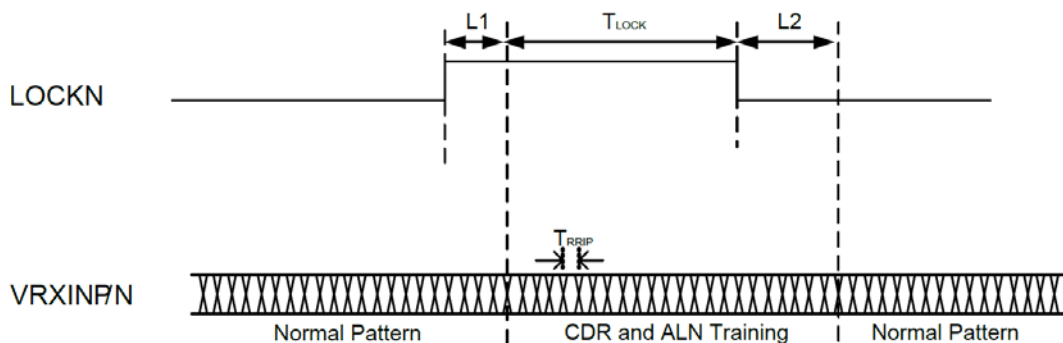 L1 TLOCK L2
LOCKN
TRRIP
VRXINP/N
Normal Pattern CDR and ALN Training Normal Pattern